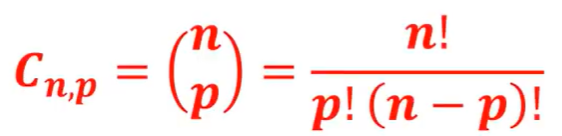 C_{n,p} = \binom{n}{p} = \frac{n!}{p!(n-p)!}